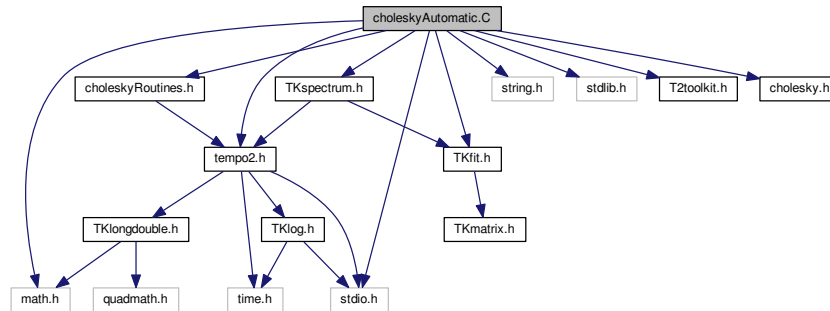 choleskyAutomatic.C
choleskyRoutines.h
TKspectrum.h
string.h
stdlib.h
T2toolkit.h
cholesky.h
tempo2.h
TKfit.h
TKlongdouble.h
TKlog.h
TKmatrix.h
math.h
quadmath.h
time.h
stdio.h